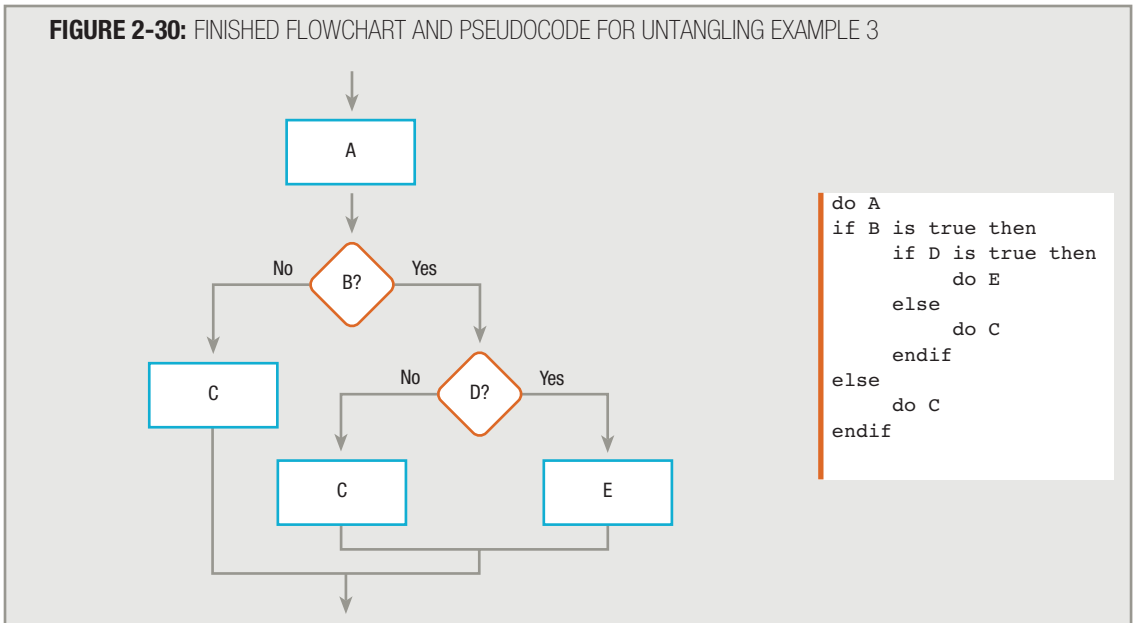 FIGURE 2-30: FINISHED FLOWCHART AND PSEUDOCODE FOR UNTANGLING EXAMPLE 3
A
B?
No
Yes
C
D?
No
Yes
C
E
do A
if B is true then
     if D is true then
          do E
     else
          do C
     endif
else
     do C
endif